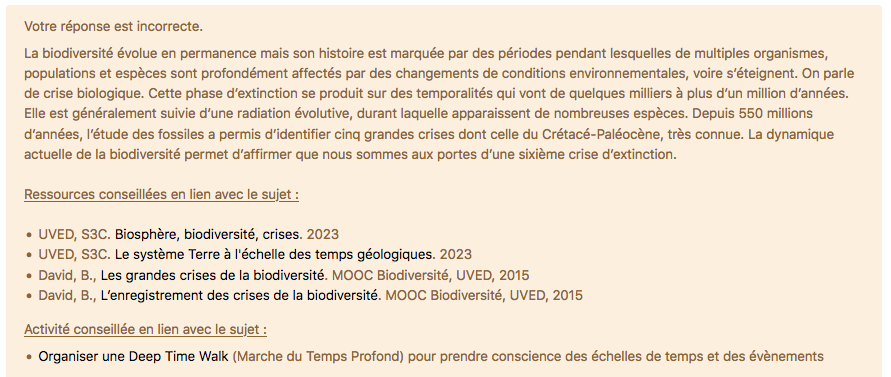 Votre réponse est incorrecte.
La biodiversité évolue en permanence mais son histoire est marquée par des périodes pendant lesquelles de multiples organismes,
populations et espèces sont profondément affectés par des changements de conditions environnementales, voire s’éteignent. On parle
de crise biologique. Cette phase d’extinction se produit sur des temporalités qui vont de quelques milliers à plus d’un million d’années.
Elle est généralement suivie d’une radiation évolutive, durant laquelle apparaissent de nombreuses espèces. Depuis 550 millions
d’années, l’étude des fossiles a permis d’identifier cinq grandes crises dont celle du Crétacé-Paléocène, très connue. La dynamique
actuelle de la biodiversité permet d’affirmer que nous sommes aux portes d’une sixième crise d’extinction.
Ressources conseillées en lien avec le sujet :
• UVED, S3C. Biosphère, biodiversité, crises. 2023
• UVED, S3C. Le système Terre à l'échelle des temps géologiques. 2023
• David, B., Les grandes crises de la biodiversité. MOOC Biodiversité, UVED, 2015
• David, B., L’enregistrement des crises de la biodiversité. MOOC Biodiversité, UVED, 2015
Activité conseillée en lien avec le sujet :
• Organiser une Deep Time Walk (Marche du Temps Profond) pour prendre conscience des échelles de temps et des évènements